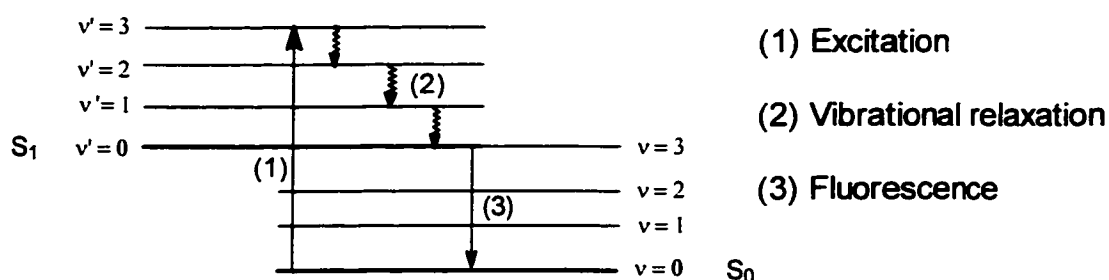 ν' = 3
ν' = 2
ν' = 1
S₁ ν' = 0
(1)
(2)
(3)
ν = 3
ν = 2
ν = 1
ν = 0 S₀
(1) Excitation
(2) Vibrational relaxation
(3) Fluorescence